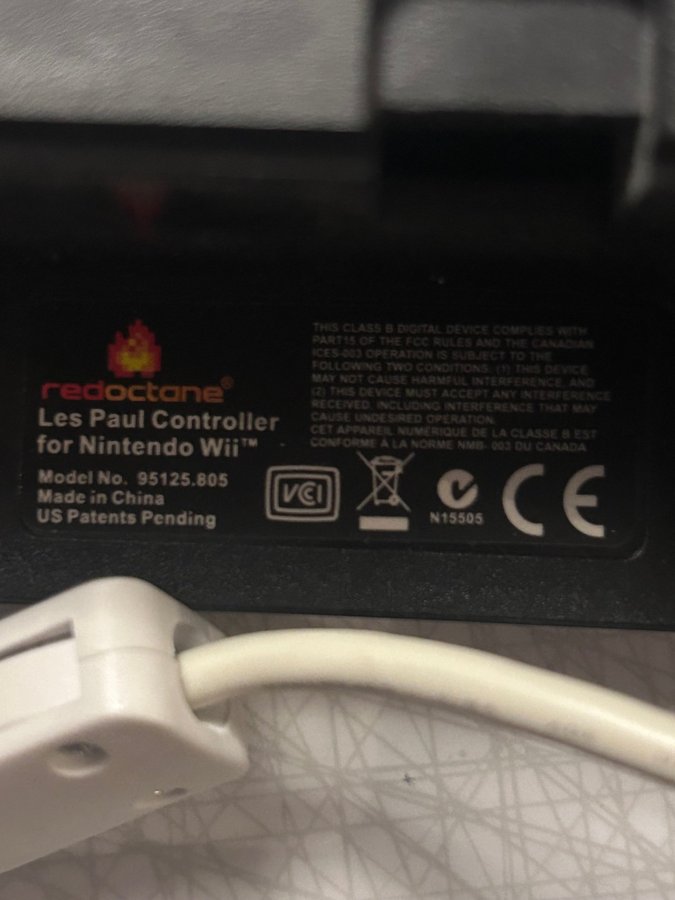 redoctane®
Les Paul Controller
for Nintendo Wii™
Model No. 95125.805
Made in China
US Patents Pending
THIS CLASS B DIGITAL DEVICE COMPLIES WITH
PART15 OF THE FCC RULES AND THE CANADIAN
ICES-003 OPERATION IS SUBJECT TO THE
FOLLOWING TWO CONDITIONS, (1) THIS DEVICE
MAY NOT CAUSE HARMFUL INTERFERENCE, AND
(2) THIS DEVICE MUST ACCEPT ANY INTERFERENCE
RECEIVED, INCLUDING INTERFERENCE THAT MAY
CAUSE UNDESIRED OPERATION.
CET APPAREIL NUMÉRIQUE DE LA CLASSE B EST
CONFORME À LA NORME NMB- 003 DU CANADA
VCI
N15505
CE